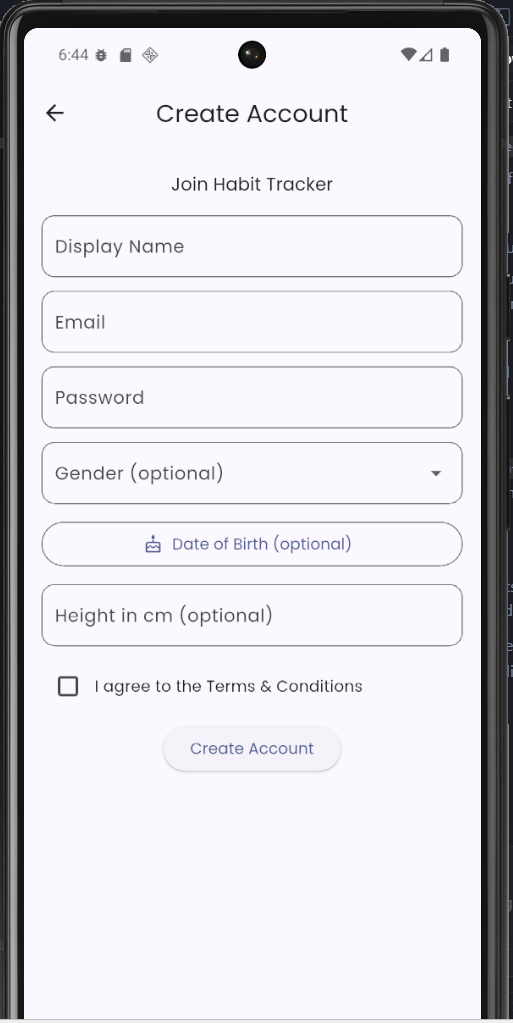 6:44
Create Account
Join Habit Tracker
Display Name
Email
Password
Gender (optional)
Date of Birth (optional)
Height in cm (optional)
I agree to the Terms & Conditions
Create Account